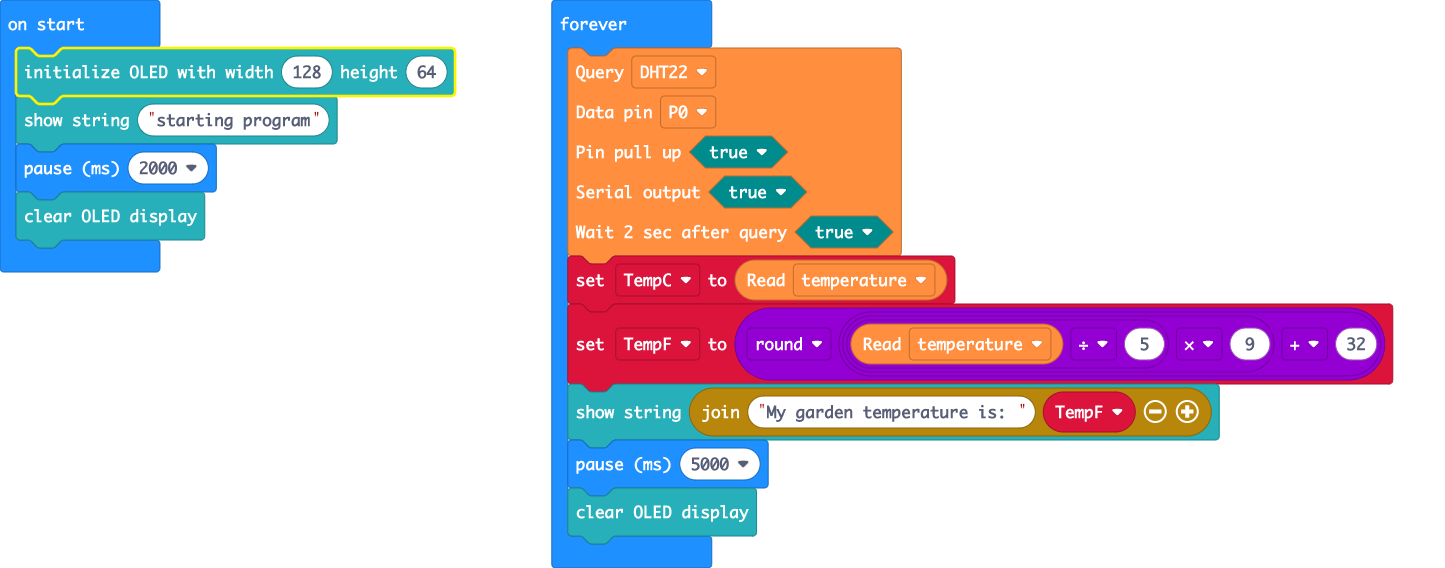 on start
initialize OLED with width 128 height 64
show string "starting program"
pause (ms) 2000
clear OLED display
forever
Query DHT22
Data pin P0
Pin pull up true
Serial output true
Wait 2 sec after query true
set TempC to Read temperature
set TempF to round Read temperature ÷ 5 × 9 + 32
show string join "My garden temperature is: " TempF
pause (ms) 5000
clear OLED display